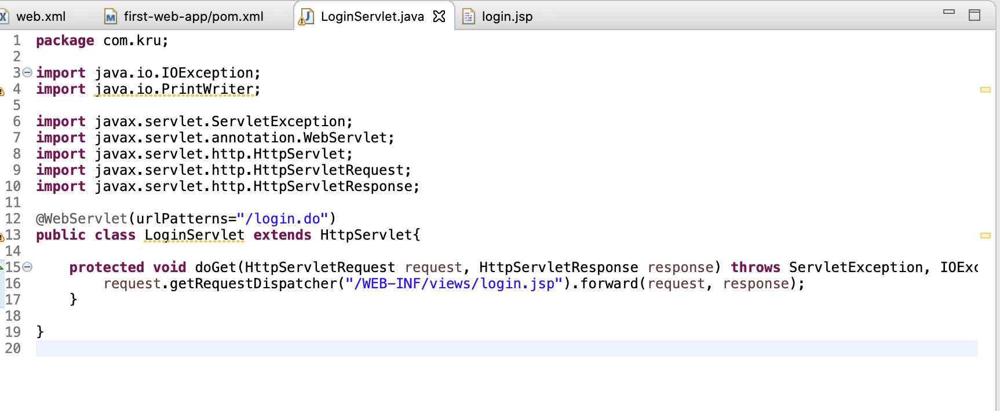 web.xml first-web-app/pom.xml LoginServlet.java login.jsp
1 package com.kru;
2
3 import java.io.IOException;
4 import java.io.PrintWriter;
5
6 import javax.servlet.ServletException;
7 import javax.servlet.annotation.WebServlet;
8 import javax.servlet.http.HttpServlet;
9 import javax.servlet.http.HttpServletRequest;
10 import javax.servlet.http.HttpServletResponse;
11
12 @WebServlet(urlPatterns="/login.do")
13 public class LoginServlet extends HttpServlet{
14
15 protected void doGet(HttpServletRequest request, HttpServletResponse response) throws ServletException, IOExc
16 request.getRequestDispatcher("/WEB-INF/views/login.jsp").forward(request, response);
17 }
18
19 }
20